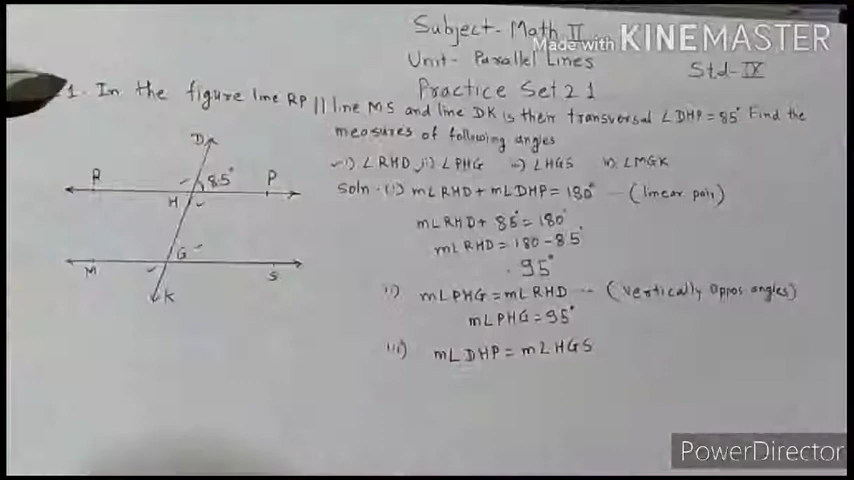 Subject- Math II
Made with KINEMASTER
Unit- Parallel Lines
Std-IX
Practice Set 2.1
1. In the figure line RP || line MS and line DK is their transversal ∠DHP=85° Find the
measures of following angles
i) ∠RHD ii) ∠PHG iii) ∠HGS iv) ∠MGK
Soln. (i) m∠RHD + m∠DHP = 180° --- (linear pair)
m∠RHD + 85° = 180°
m∠RHD = 180-85°
95°
ii) m∠PHG = m∠RHD --- (Vertically Oppos. angles)
m∠PHG = 95°
iii) m∠DHP = m∠HGS
D
R
85°
P
H
G
M
S
K
PowerDirector